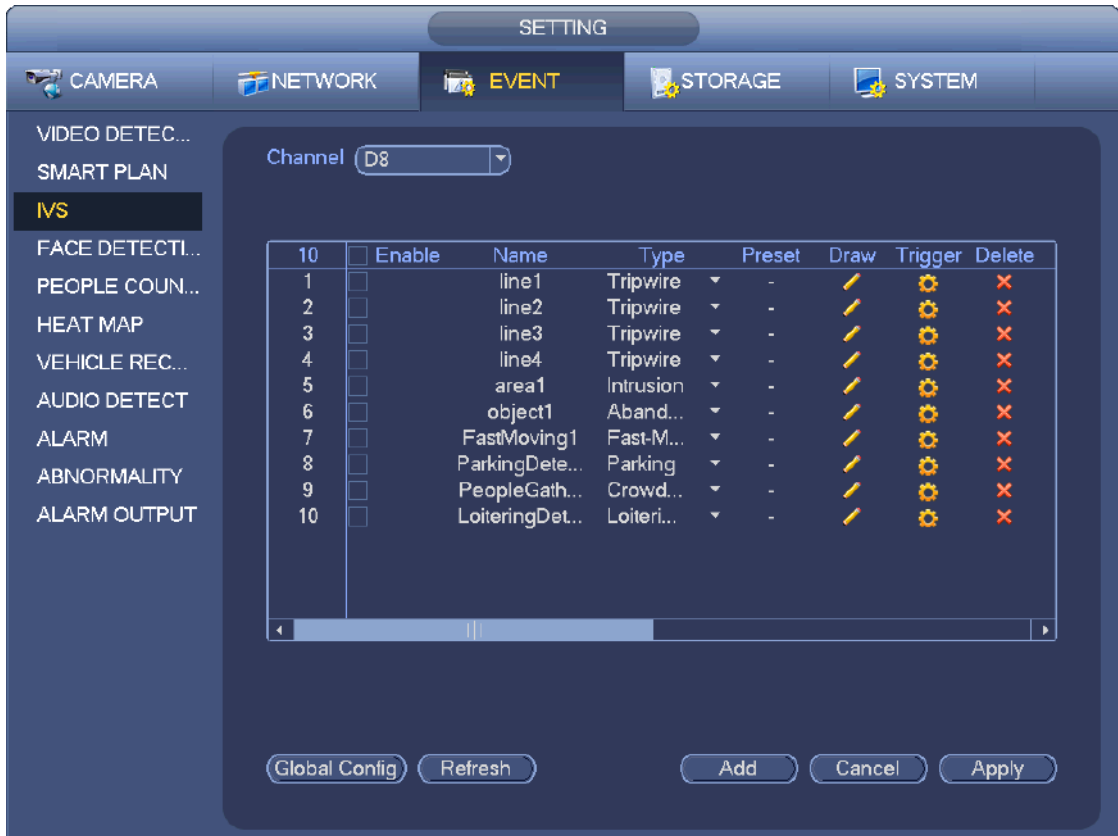 SETTING
CAMERA NETWORK EVENT STORAGE SYSTEM
VIDEO DETEC...
SMART PLAN
IVS
FACE DETECTI...
PEOPLE COUN...
HEAT MAP
VEHICLE REC...
AUDIO DETECT
ALARM
ABNORMALITY
ALARM OUTPUT
Channel D8
10 Enable Name Type Preset Draw Trigger Delete
1 line1 Tripwire -
2 line2 Tripwire -
3 line3 Tripwire -
4 line4 Tripwire -
5 area1 Intrusion -
6 object1 Aband... -
7 FastMoving1 Fast-M... -
8 ParkingDete... Parking -
9 PeopleGath... Crowd... -
10 LoiteringDet... Loiteri... -
Global Config Refresh Add Cancel Apply